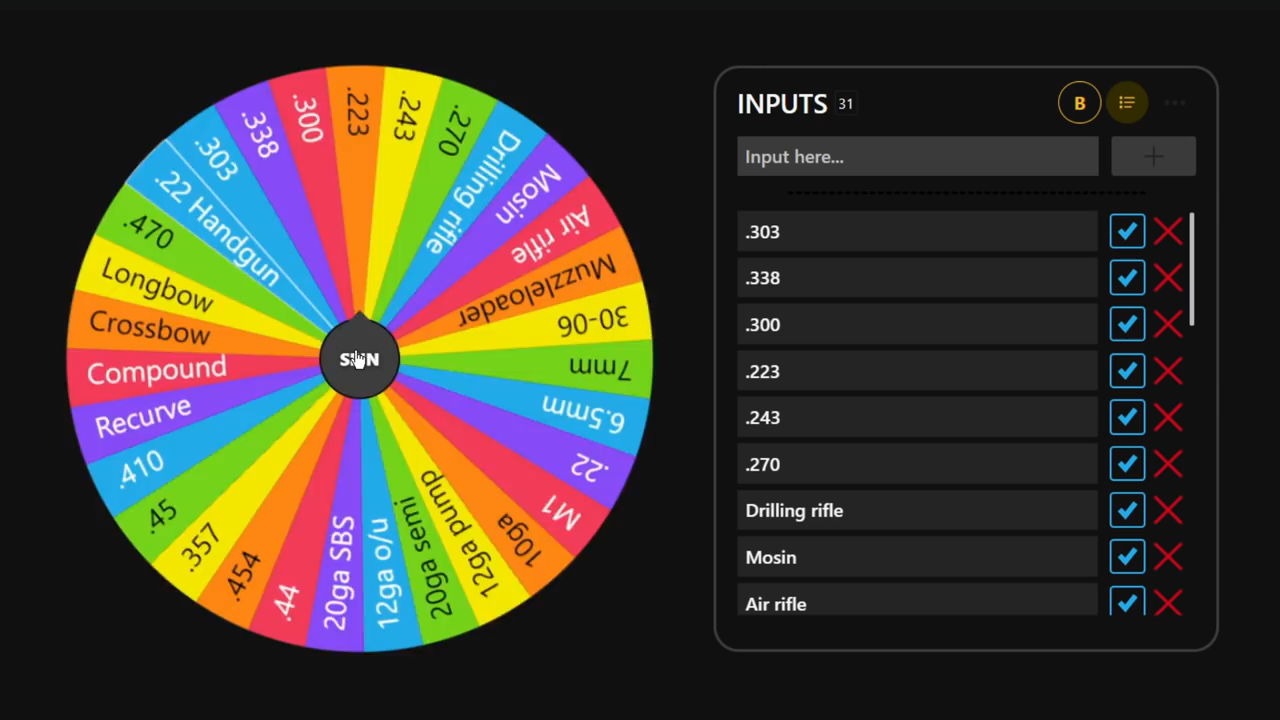 .303
.338
.300
.223
.243
.270
Drilling rifle
Mosin
Air rifle
Muzzleloader
30-06
7mm
6.5mm
.22
M1
10ga
12ga pump
20ga semi
12ga o/u
20ga SBS
.44
.454
.357
.45
.410
Recurve
Compound
Crossbow
Longbow
.470
.22 Handgun
INPUTS 31
B
Input here...
.303
.338
.300
.223
.243
.270
Drilling rifle
Mosin
Air rifle